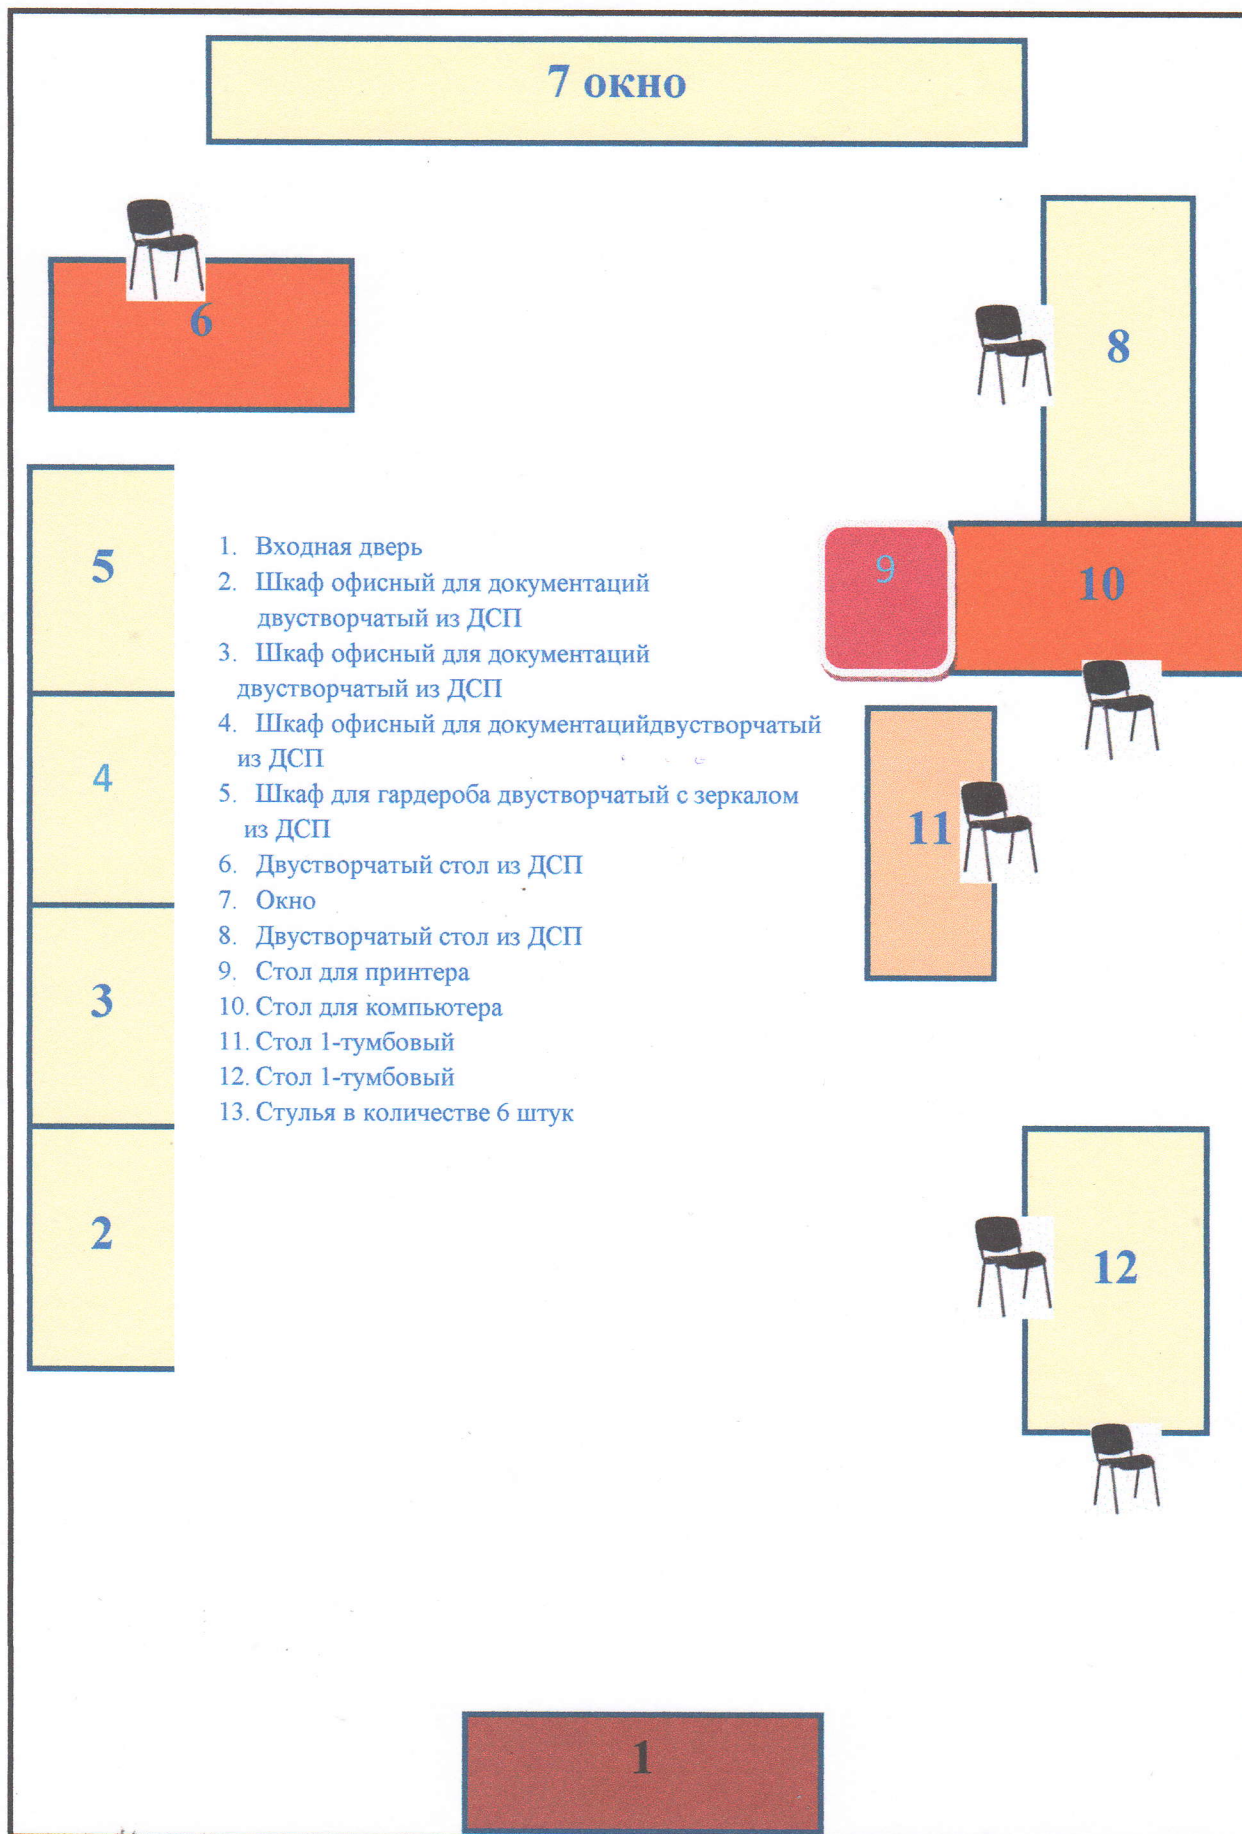 7 окно
6
8
5
9
10
1. Входная дверь
2. Шкаф офисный для документаций
двустворчатый из ДСП
3. Шкаф офисный для документаций
двустворчатый из ДСП
4. Шкаф офисный для документацийдвустворчатый
из ДСП
5. Шкаф для гардероба двустворчатый с зеркалом
из ДСП
6. Двустворчатый стол из ДСП
7. Окно
8. Двустворчатый стол из ДСП
9. Стол для принтера
10. Стол для компьютера
11. Стол 1-тумбовый
12. Стол 1-тумбовый
13. Стулья в количестве 6 штук
4
11
3
2
12
1